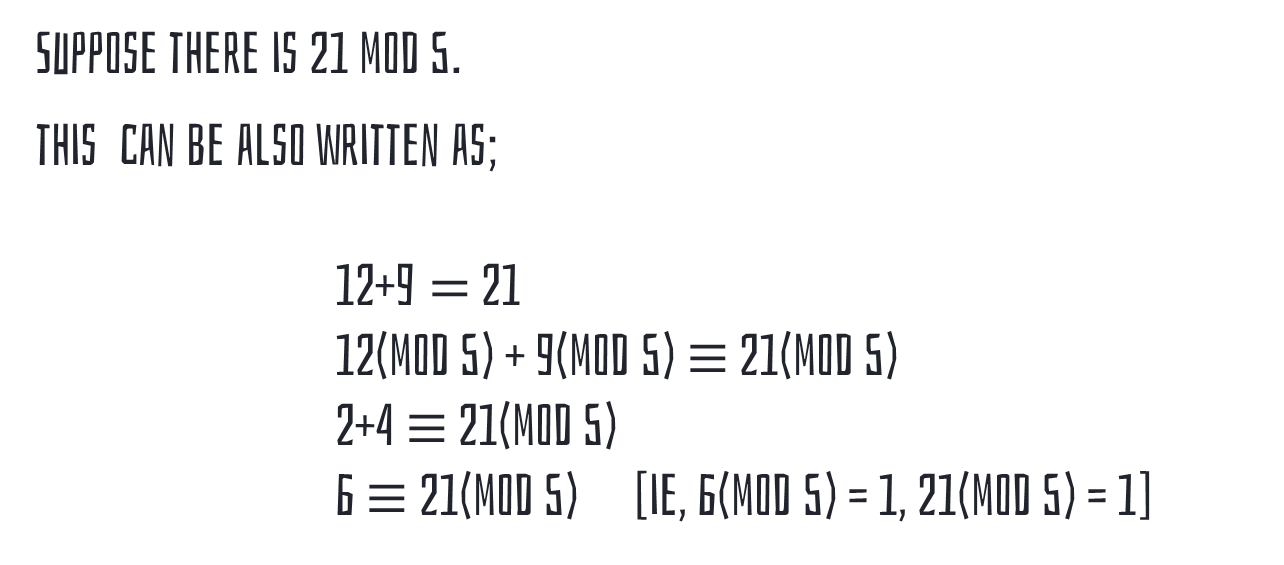 SUPPOSE THERE IS 21 MOD 5.
THIS CAN BE ALSO WRITTEN AS;
12+9 = 21
12(MOD 5) + 9(MOD 5) ≡ 21(MOD 5)
2+4 ≡ 21(MOD 5)
6 ≡ 21(MOD 5) [IE, 6(MOD 5) = 1, 21(MOD 5) = 1]